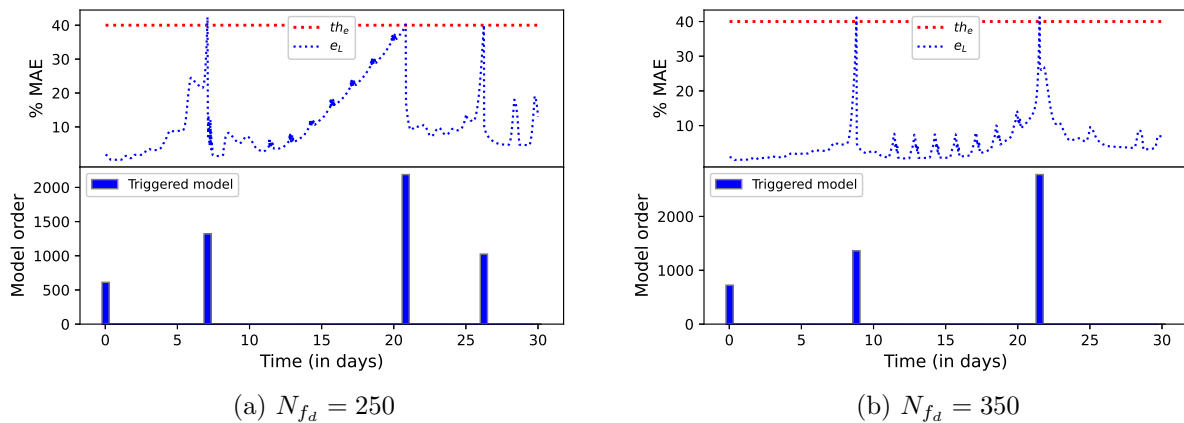 % MAE
40
30
20
10
th_e
e_L
Model order
2000
1500
1000
500
0
Triggered model
0 5 10 15 20 25 30
Time (in days)
(a) N_{f_d} = 250
% MAE
40
30
20
10
th_e
e_L
Model order
2000
1000
0
Triggered model
0 5 10 15 20 25 30
Time (in days)
(b) N_{f_d} = 350